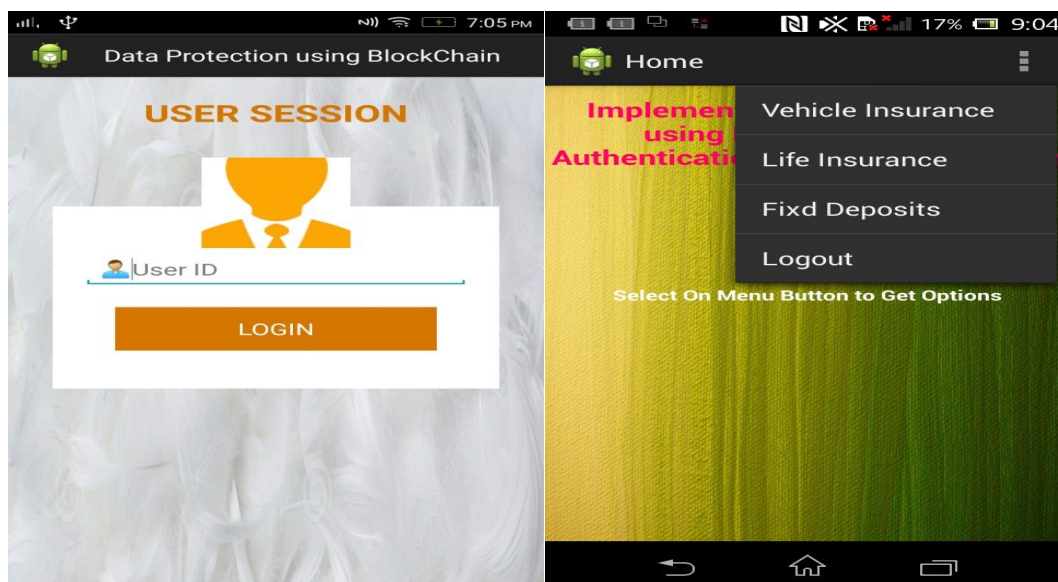 7:05 PM
Data Protection using BlockChain
USER SESSION
User ID
LOGIN
17% 9:04
Home
Implemen
using
Authenticati
Vehicle Insurance
Life Insurance
Fixd Deposits
Logout
Select On Menu Button to Get Options